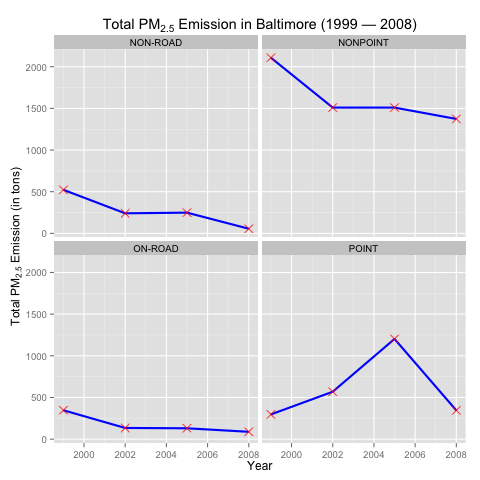 Total PM2.5 Emission in Baltimore (1999 — 2008)
NON-ROAD
NONPOINT
2000
1500
1000
500
0
ON-ROAD
POINT
2000
1500
1000
500
0
Total PM2.5 Emission (in tons)
2000 2002 2004 2006 2008
2000 2002 2004 2006 2008
Year